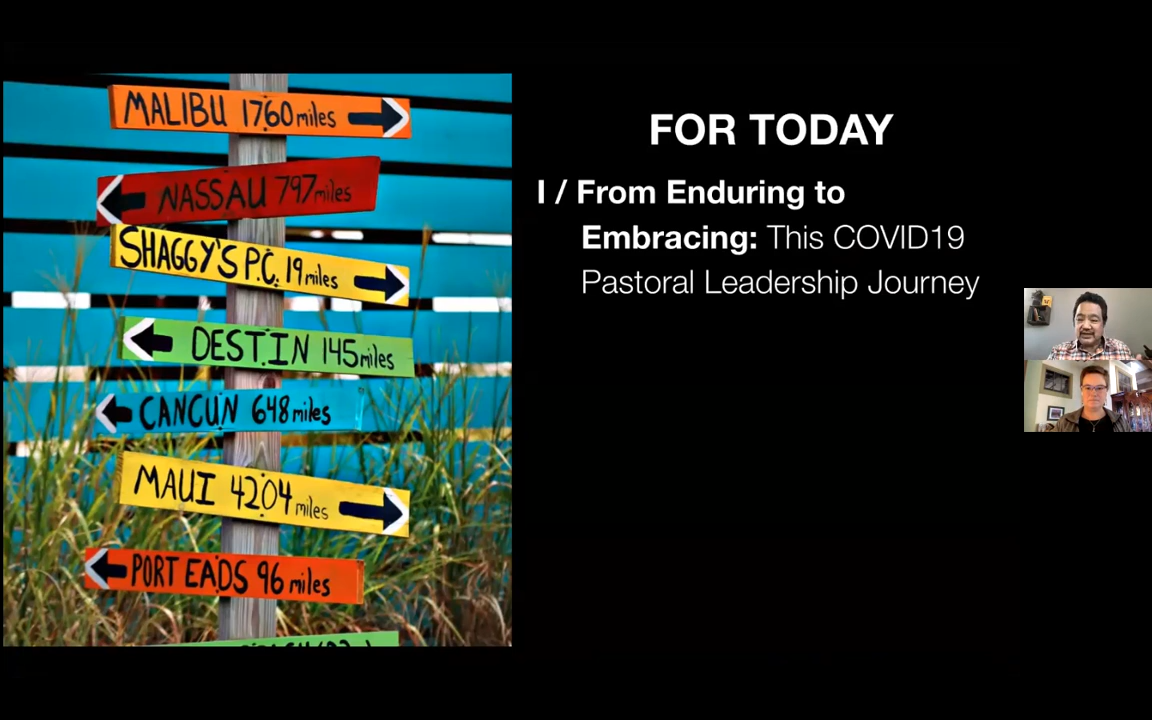 MALIBU 1760 miles
NASSAU 797 miles
SHAGGY'S P.C. 19 miles
DESTIN 145 miles
CANCUN 648 miles
MAUI 4204 miles
PORT EADS 96 miles
FOR TODAY
I / From Enduring to
Embracing: This COVID19
Pastoral Leadership Journey